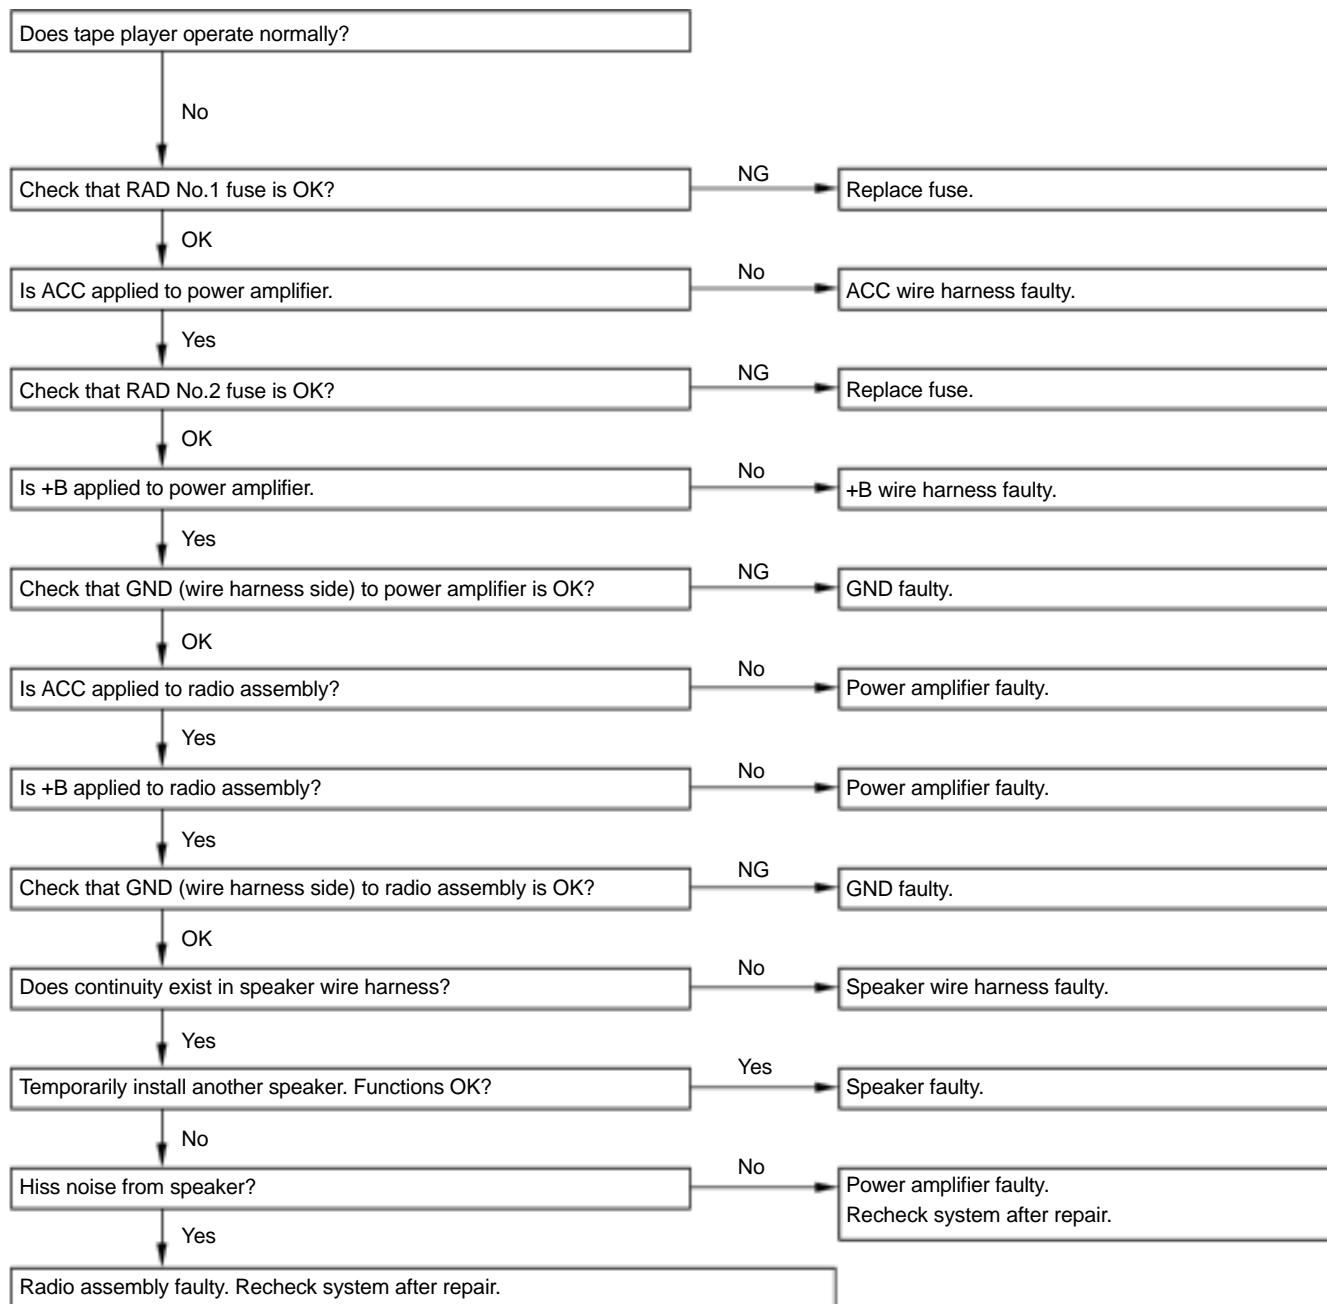 Does tape player operate normally?
No
Check that RAD No.1 fuse is OK?
NG
Replace fuse.
OK
Is ACC applied to power amplifier.
No
ACC wire harness faulty.
Yes
Check that RAD No.2 fuse is OK?
NG
Replace fuse.
OK
Is +B applied to power amplifier.
No
+B wire harness faulty.
Yes
Check that GND (wire harness side) to power amplifier is OK?
NG
GND faulty.
OK
Is ACC applied to radio assembly?
No
Power amplifier faulty.
Yes
Is +B applied to radio assembly?
No
Power amplifier faulty.
Yes
Check that GND (wire harness side) to radio assembly is OK?
NG
GND faulty.
OK
Does continuity exist in speaker wire harness?
No
Speaker wire harness faulty.
Yes
Temporarily install another speaker. Functions OK?
Yes
Speaker faulty.
No
Hiss noise from speaker?
No
Power amplifier faulty.
Recheck system after repair.
Yes
Radio assembly faulty. Recheck system after repair.